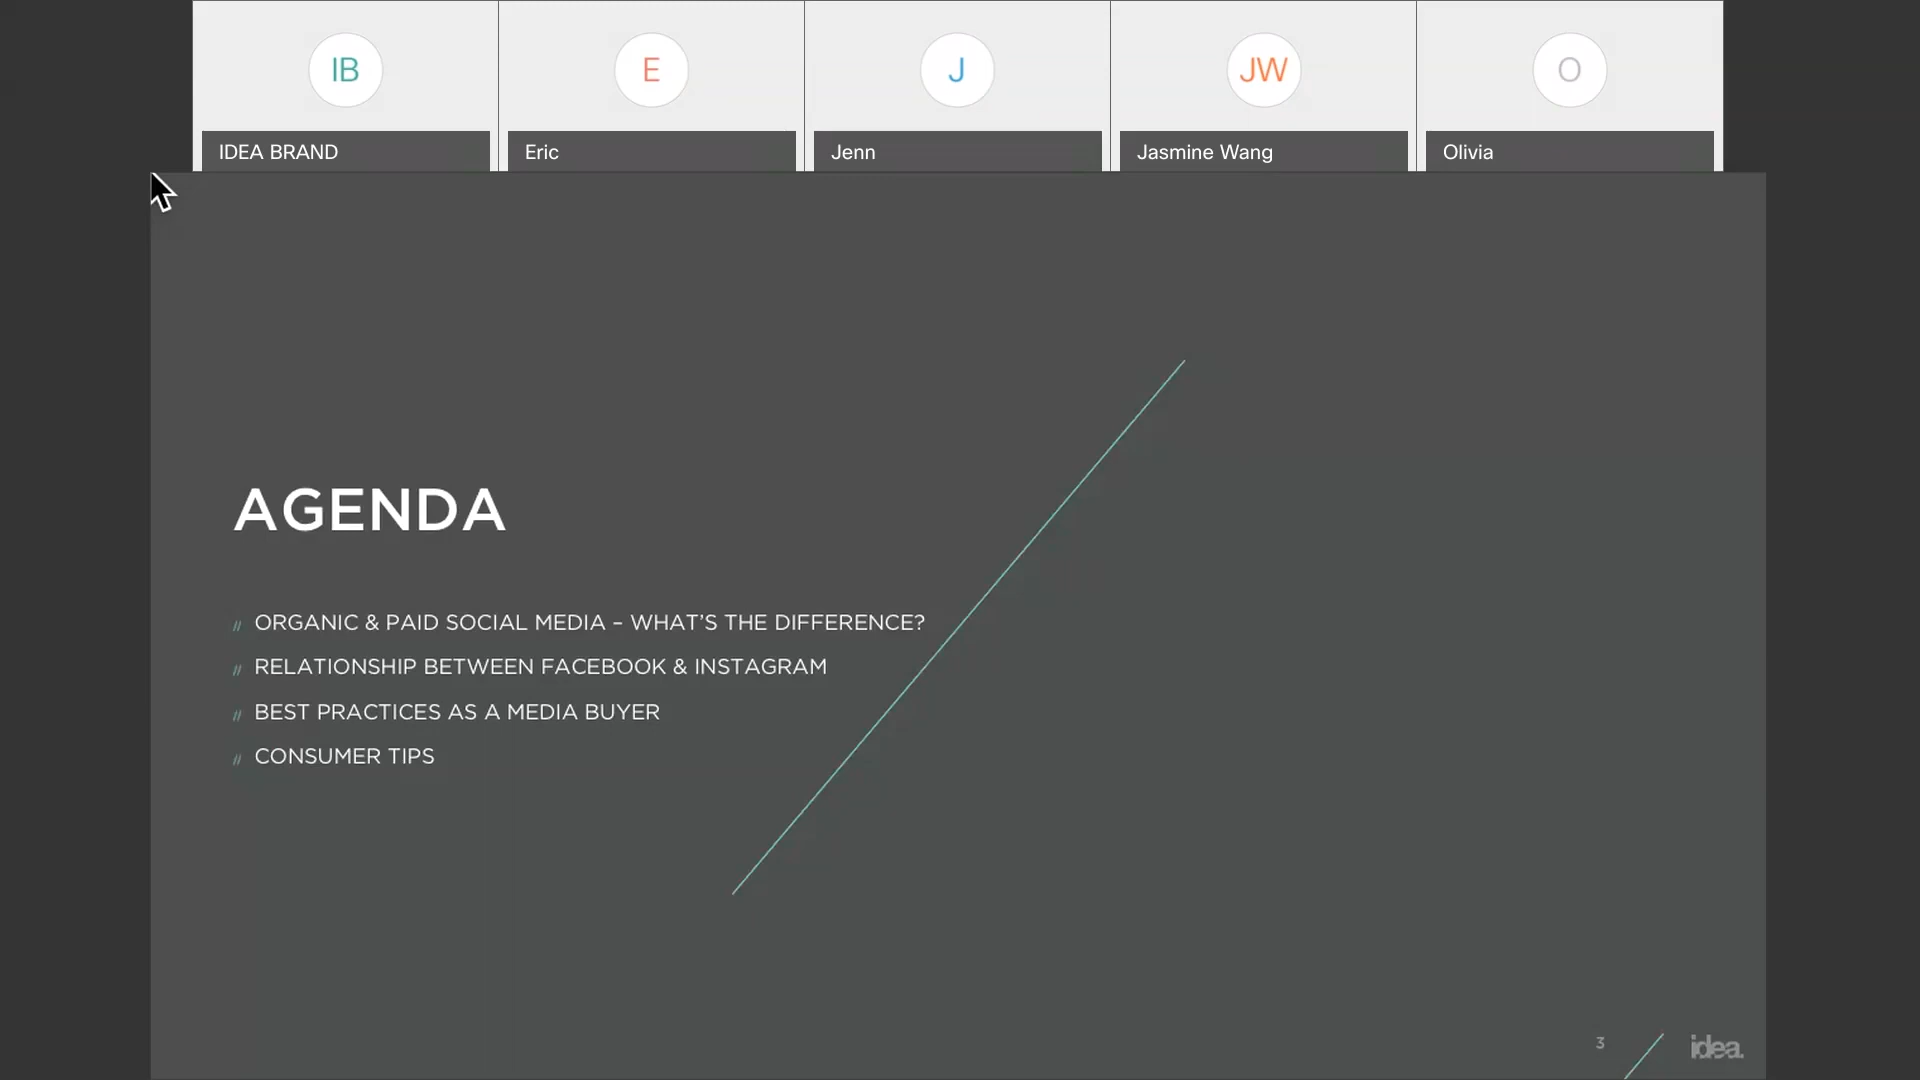 IB
E
J
JW
O
IDEA BRAND
Eric
Jenn
Jasmine Wang
Olivia
AGENDA
// ORGANIC & PAID SOCIAL MEDIA – WHAT’S THE DIFFERENCE?
// RELATIONSHIP BETWEEN FACEBOOK & INSTAGRAM
// BEST PRACTICES AS A MEDIA BUYER
// CONSUMER TIPS
3
idea.